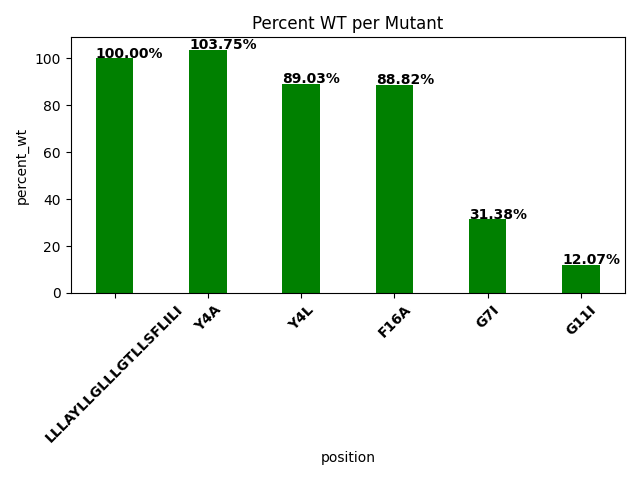 Percent WT per Mutant
percent_wt
100
80
60
40
20
0
100.00%
103.75%
89.03%
88.82%
31.38%
12.07%
LLLAYLLGLLLGTLLSFLILI
Y4A
Y4L
F16A
G7I
G11I
position